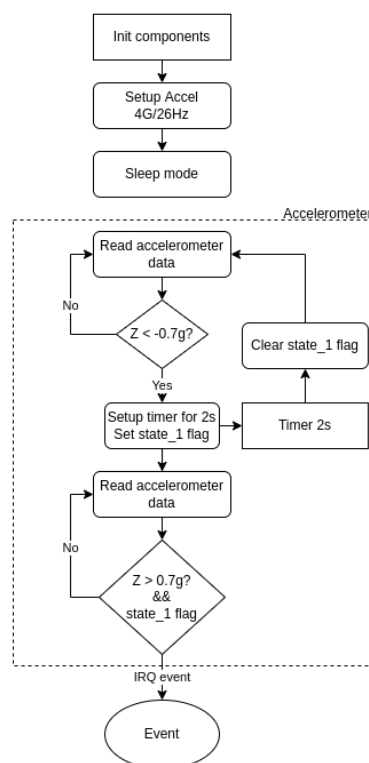 Init components
Setup Accel
4G/26Hz
Sleep mode
Accelerometer
Read accelerometer
data
No
Z < -0.7g?
Clear state_1 flag
Yes
Setup timer for 2s
Set state_1 flag
Timer 2s
Read accelerometer
data
No
Z > 0.7g?
&&
state_1 flag
IRQ event
Event